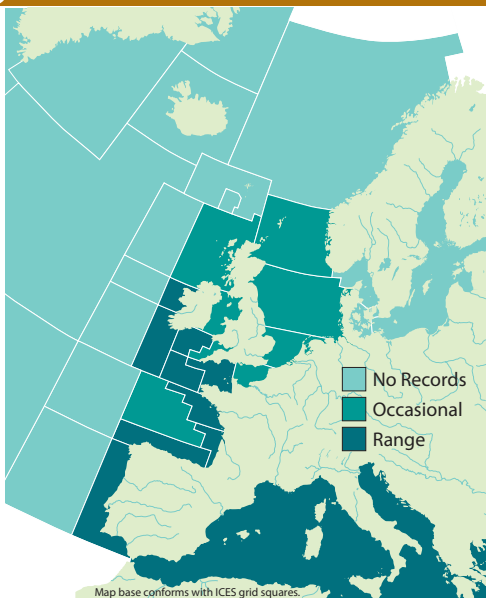 No Records
Occasional
Range
Map base conforms with ICES grid squares.